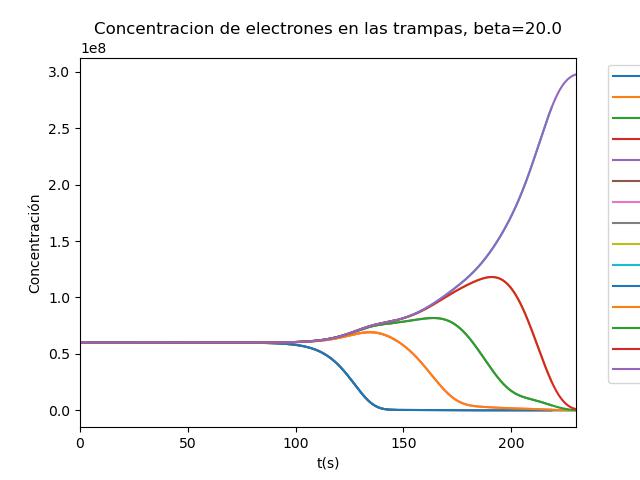 Concentracion de electrones en las trampas, beta=20.0
1e8
3.0
2.5
2.0
1.5
1.0
0.5
0.0
Concentración
0 50 100 150 200
t(s)